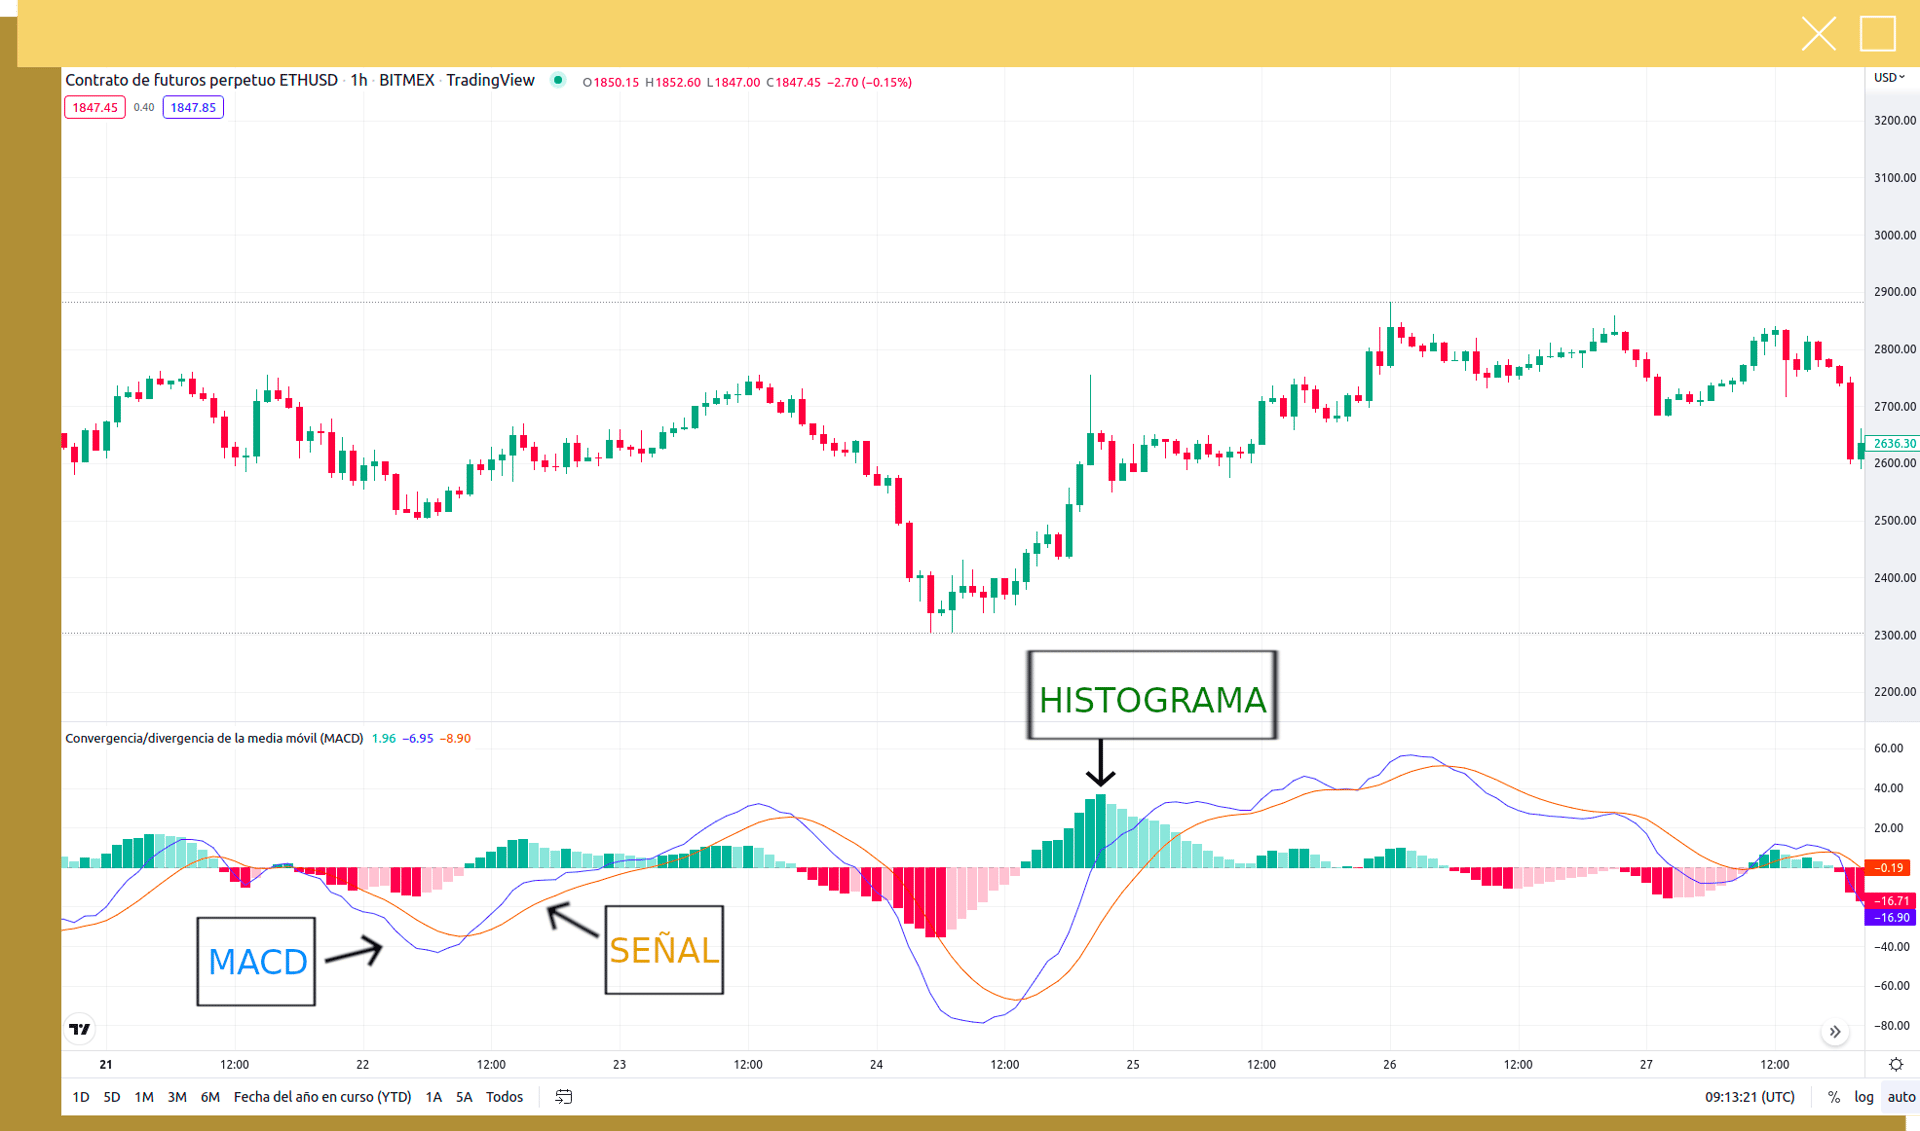 Contrato de futuros perpetuo ETHUSD · 1h · BITMEX · TradingView O1850.15 H1852.60 L1847.00 C1847.45 −2.70 (−0.15%)
USD
1847.45 0.40 1847.85
3200.00
3100.00
3000.00
2900.00
2800.00
2700.00
2636.30
2600.00
2500.00
2400.00
2300.00
2200.00
HISTOGRAMA
Convergencia/divergencia de la media móvil (MACD) 1.96 −6.95 −8.90
60.00
40.00
20.00
−0.19
−16.71
−16.90
−40.00
−60.00
−80.00
MACD
SEÑAL
21 12:00 22 12:00 23 12:00 24 12:00 25 12:00 26 12:00 27 12:00
1D 5D 1M 3M 6M Fecha del año en curso (YTD) 1A 5A Todos 09:13:21 (UTC) % log auto